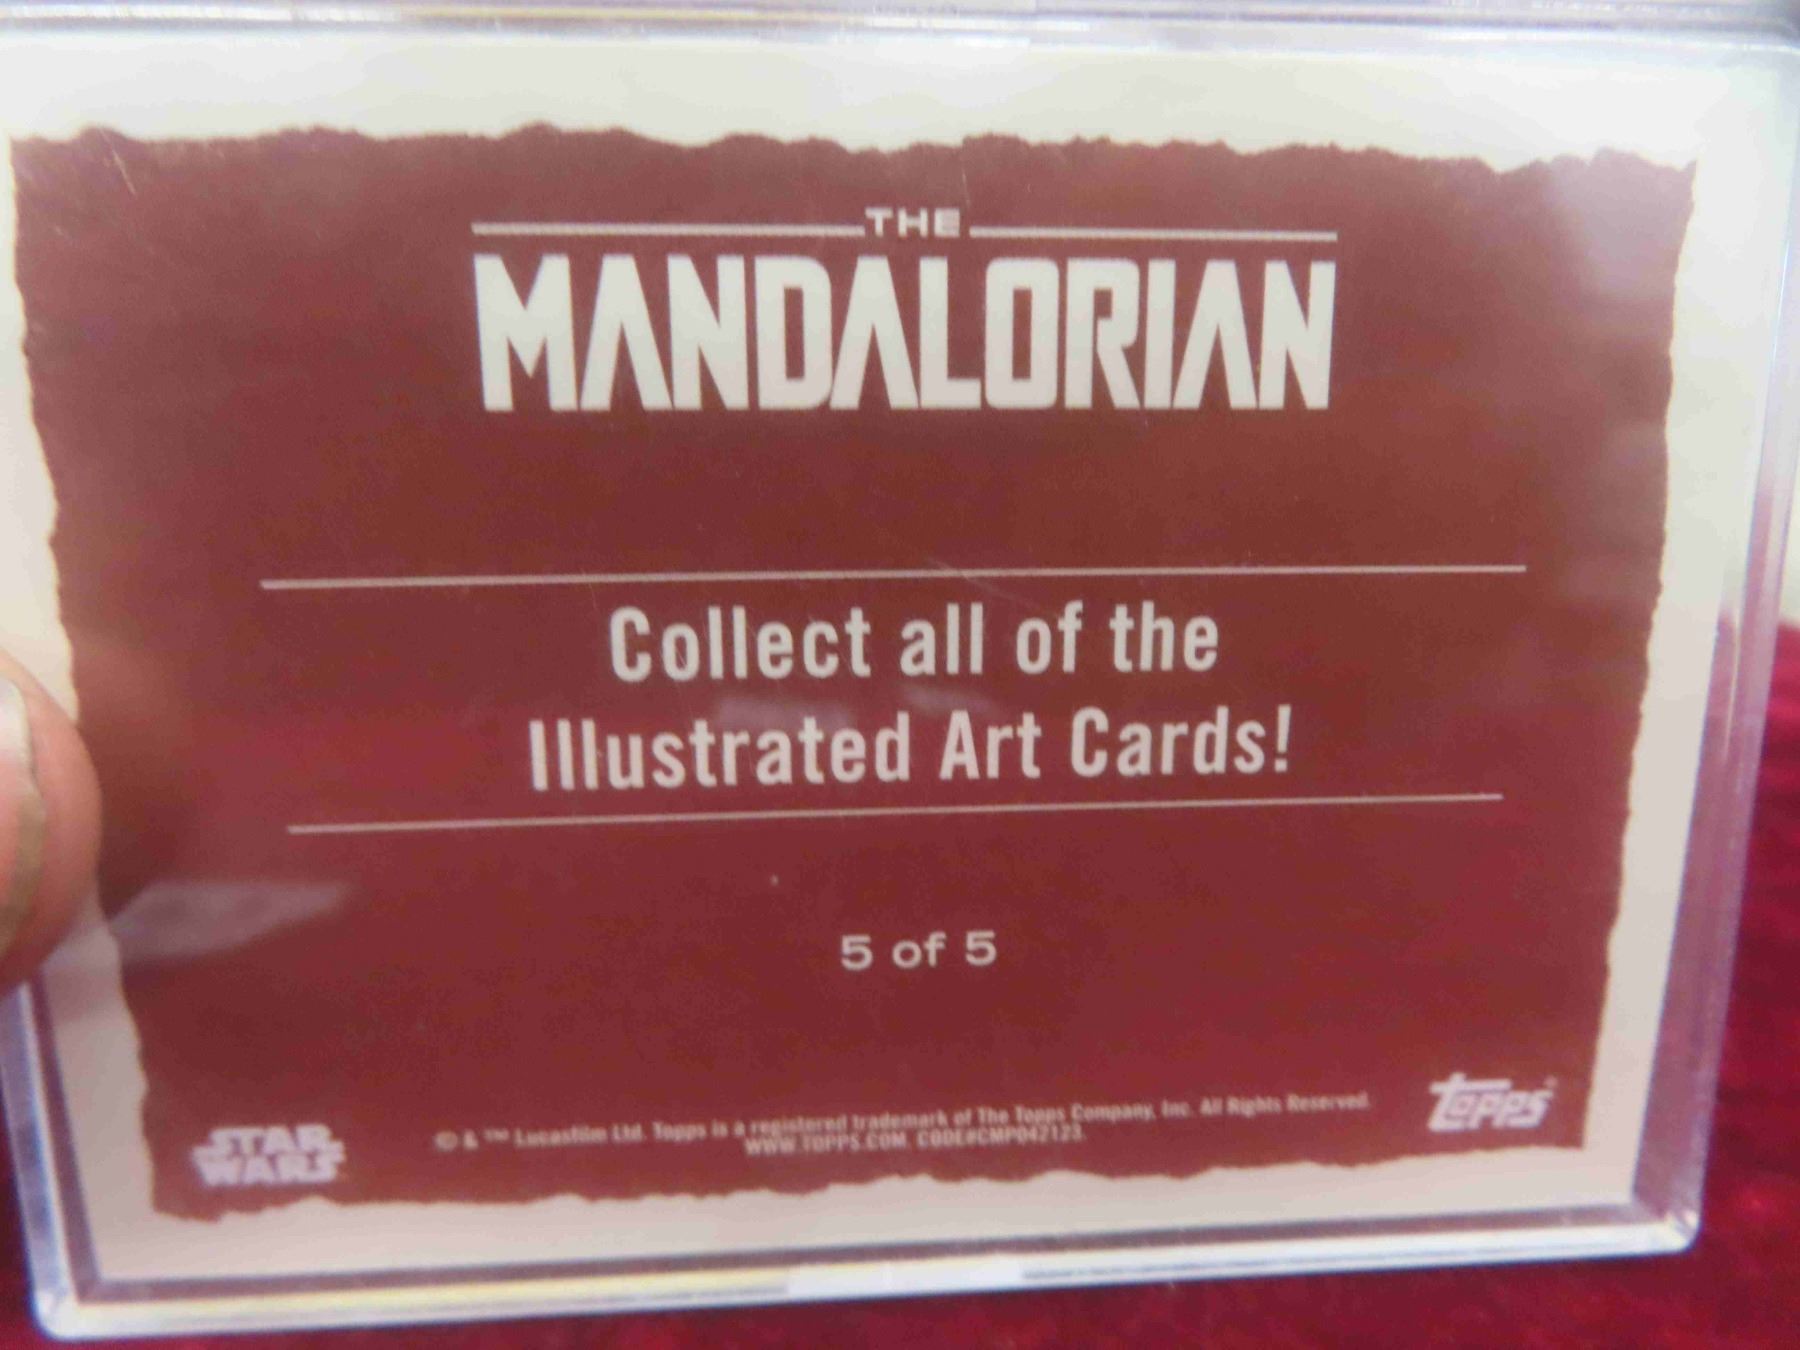 THE
MANDALORIAN
Collect all of the
Illustrated Art Cards!
5 of 5
© & ™ Lucasfilm Ltd. Topps is a registered trademark of The Topps Company, Inc. All Rights Reserved.
WWW.TOPPS.COM. CODE#CMP042123.
STAR
WARS
Topps®